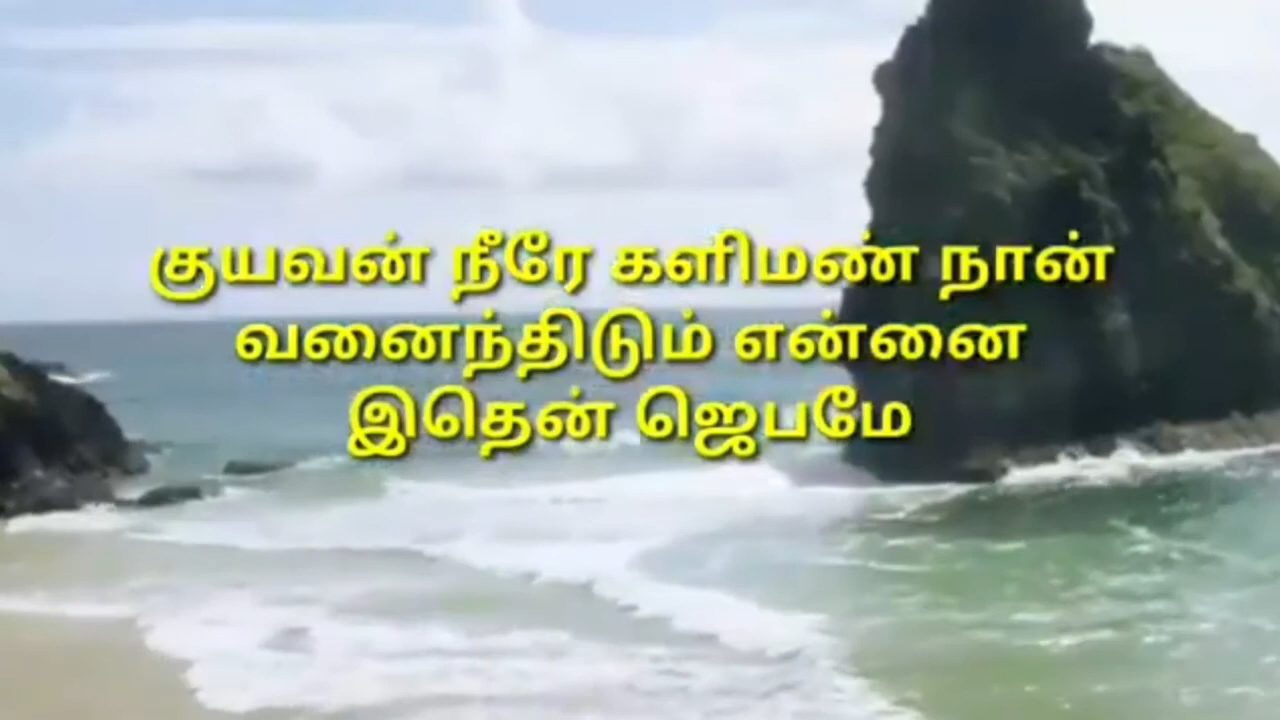 குயவன் நீரே களிமண் நான்
வனைந்திடும் என்னை
இதென் ஜெபமே